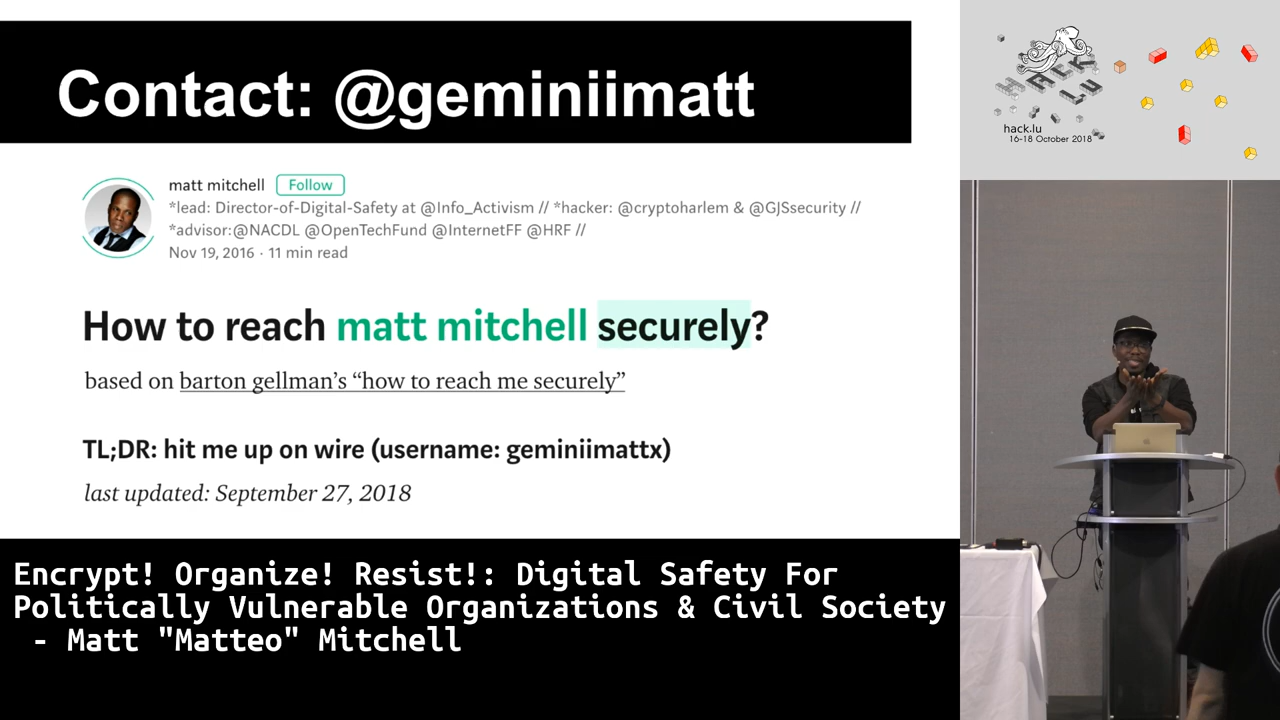 Contact: @geminiimatt
matt mitchell Follow
*lead: Director-of-Digital-Safety at @Info_Activism // *hacker: @cryptoharlem & @GJSsecurity //
*advisor:@NACDL @OpenTechFund @InternetFF @HRF //
Nov 19, 2016 · 11 min read
How to reach matt mitchell securely?
based on barton gellman's “how to reach me securely”
TL;DR: hit me up on wire (username: geminiimattx)
last updated: September 27, 2018
Encrypt! Organize! Resist!: Digital Safety For
Politically Vulnerable Organizations & Civil Society
- Matt "Matteo" Mitchell
HACK
LU
hack.lu
16-18 October 2018